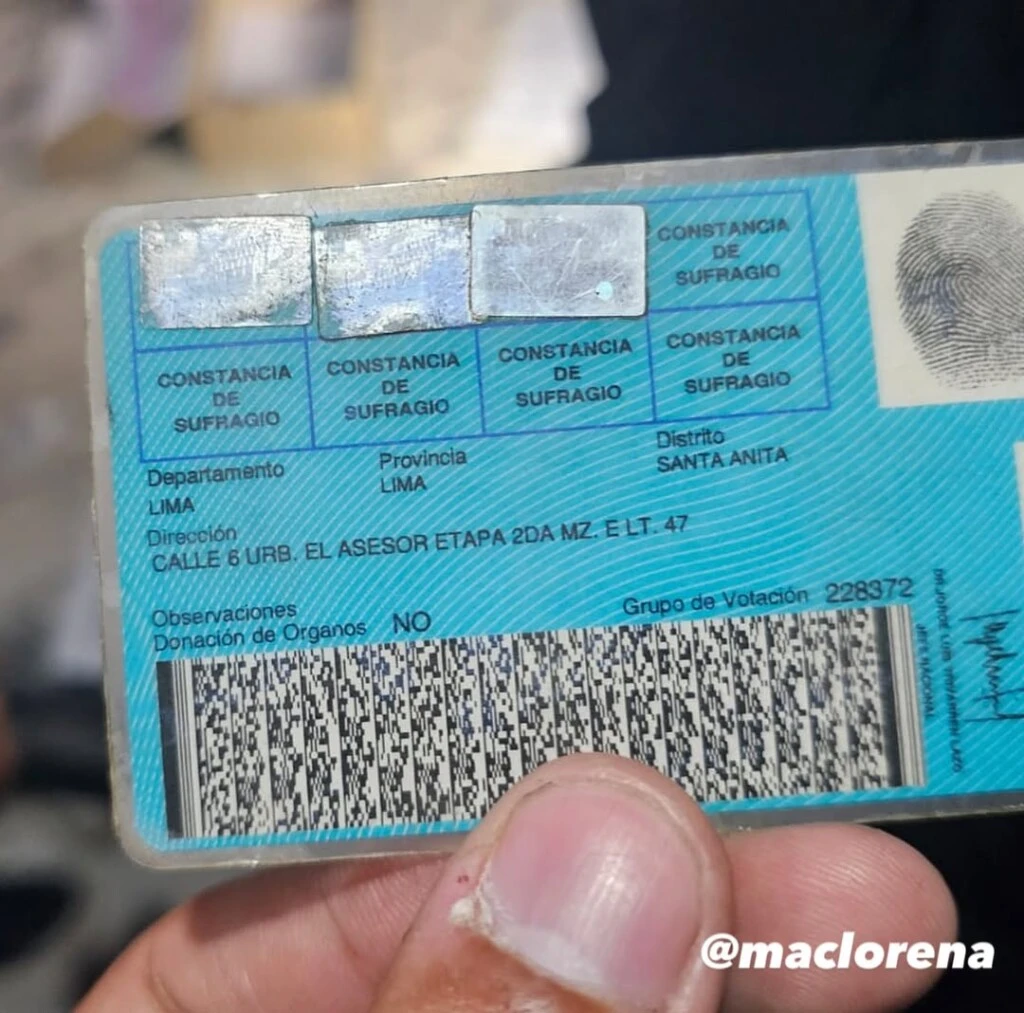 CONSTANCIA
DE
SUFRAGIO
CONSTANCIA
DE
SUFRAGIO
CONSTANCIA
DE
SUFRAGIO
CONSTANCIA
DE
SUFRAGIO
CONSTANCIA
DE
SUFRAGIO
Departamento
LIMA
Provincia
LIMA
Distrito
SANTA ANITA
Dirección
CALLE 6 URB. EL ASESOR ETAPA 2DA MZ. E LT. 47
Observaciones
Donación de Organos NO
Grupo de Votación 228372
@maclorena